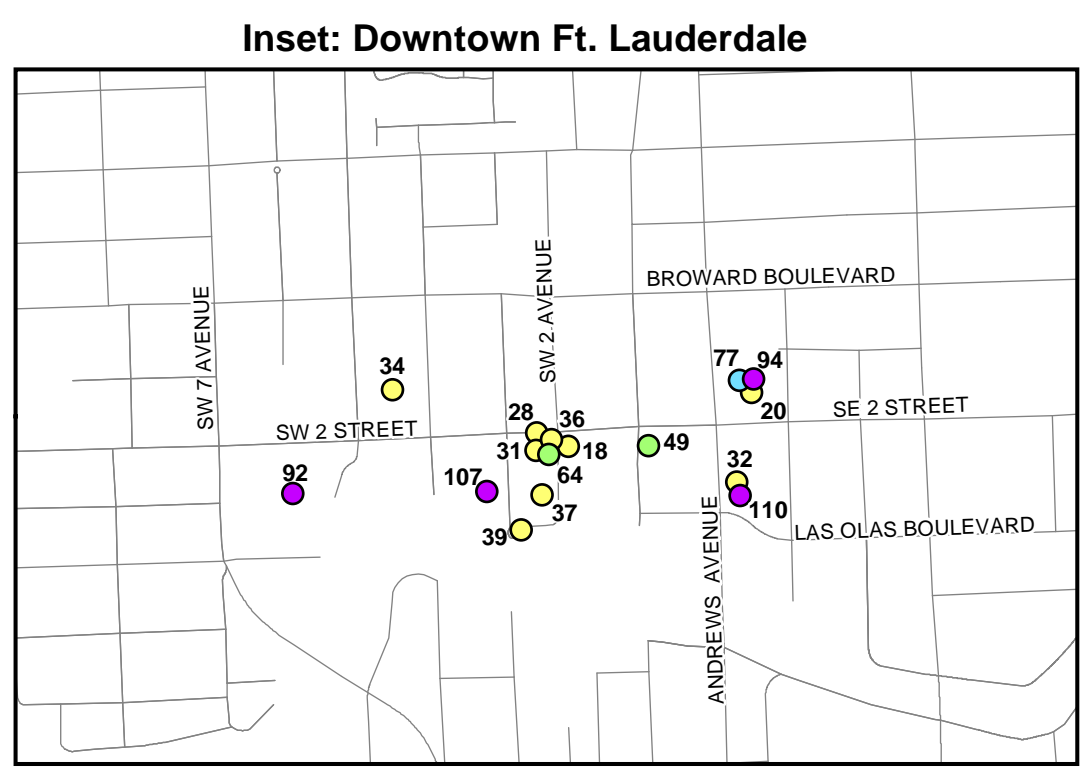 Inset: Downtown Ft. Lauderdale
BROWARD BOULEVARD
SW 2 AVENUE
SW 7 AVENUE
34
77
94
20
SE 2 STREET
28
36
SW 2 STREET
31
18
49
32
92
107
64
37
110
39
LAS OLAS BOULEVARD
ANDREWS AVENUE